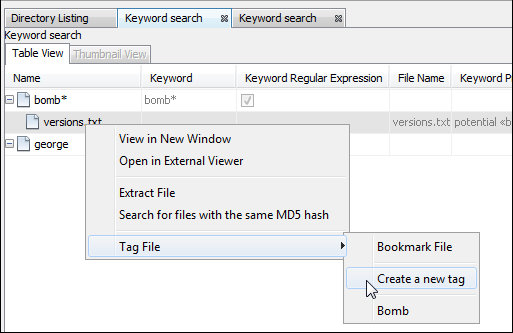 Directory Listing Keyword search Keyword search
Keyword search
Table View Thumbnail View
Name Keyword Keyword Regular Expression File Name Keyword P
bomb* bomb*
versions.txt versions.txt potential «b
george
View in New Window
Open in External Viewer
Extract File
Search for files with the same MD5 hash
Tag File Bookmark File
Create a new tag
Bomb